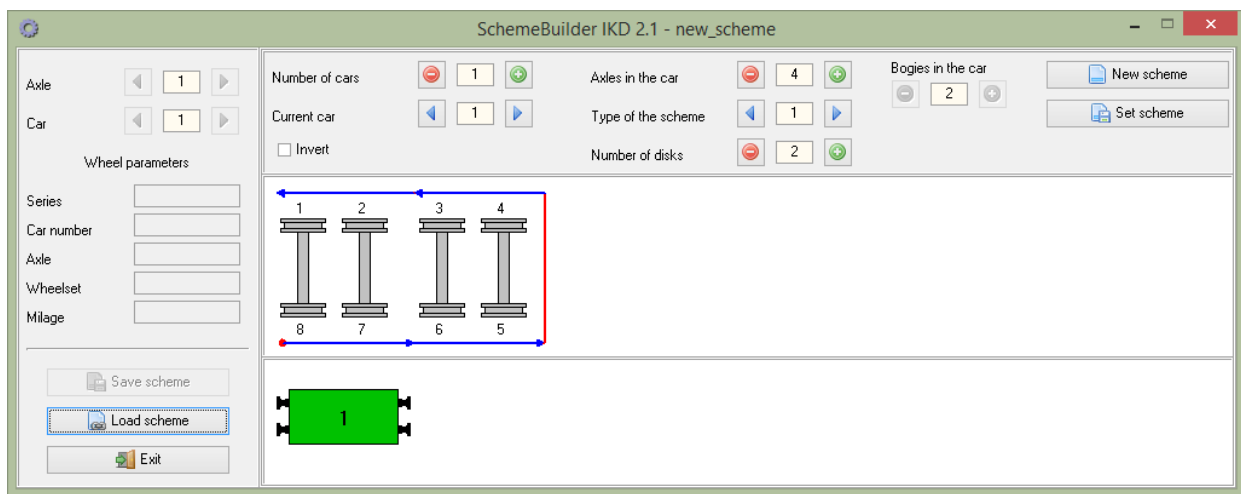 SchemeBuilder IKD 2.1 - new_scheme
Axle 1
Car 1
Wheel parameters
Series
Car number
Axle
Wheelset
Milage
Save scheme
Load scheme
Exit
Number of cars 1
Current car 1
Invert
Axles in the car 4
Type of the scheme 1
Number of disks 2
Bogies in the car
2
New scheme
Set scheme
1 2 3 4
8 7 6 5
1